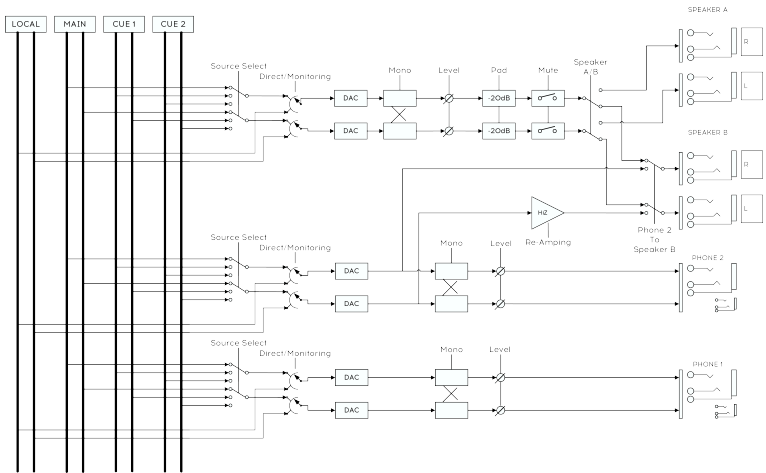 SPEAKER A
LOCAL MAIN CUE 1 CUE 2
R
Source Select
Direct/Monitoring
Mono Level Pad Mute
Speaker
A/B
L
DAC -20dB
DAC -20dB
SPEAKER B
R
L
HiZ
Re-Amping
Phone 2
To
Speaker B
Source Select
Direct/Monitoring
Mono Level
PHONE 2
DAC
DAC
Source Select
Direct/Monitoring
Mono Level
PHONE 1
DAC
DAC